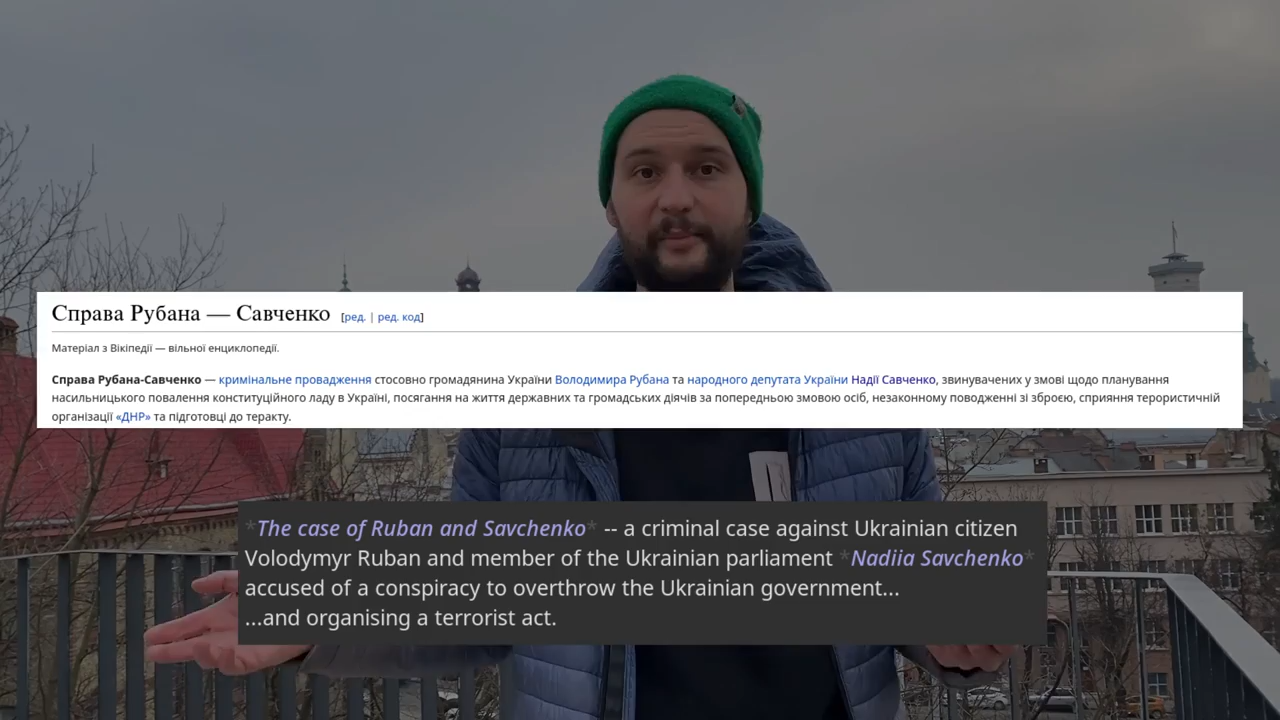 Справа Рубана — Савченко [ред. | ред. код]
Матеріал з Вікіпедії — вільної енциклопедії.
Справа Рубана-Савченко — кримінальне провадження стосовно громадянина України Володимира Рубана та народного депутата України Надії Савченко, звинувачених у змові щодо планування
насильницького повалення конституційного ладу в Україні, посягання на життя державних та громадських діячів за попередньою змовою осіб, незаконному поводженні зі зброєю, сприяння терористичній
організації «ДНР» та підготовці до теракту.
*The case of Ruban and Savchenko* -- a criminal case against Ukrainian citizen
Volodymyr Ruban and member of the Ukrainian parliament *Nadiia Savchenko*
accused of a conspiracy to overthrow the Ukrainian government...
...and organising a terrorist act.